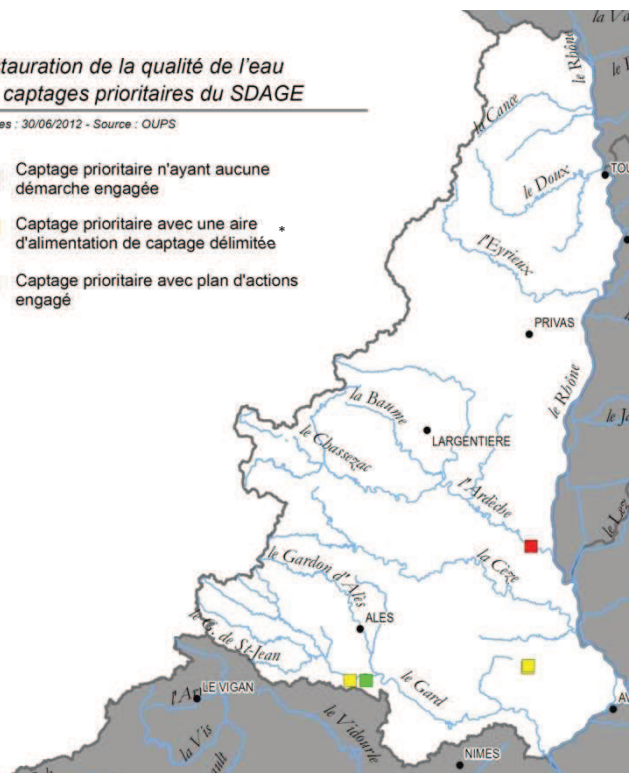 tauration de la qualité de l'eau
captages prioritaires du SDAGE
es : 30/06/2012 - Source : OUPS
Captage prioritaire n'ayant aucune
démarche engagée
Captage prioritaire avec une aire
d'alimentation de captage délimitée *
Captage prioritaire avec plan d'actions
engagé
le Rhône
la Cance
le Doux
TOU
l'Eyrieux
PRIVAS
le Rhône
la Baume
LARGENTIERE
le Chassezac
l'Ardèche
le Lez
la Cèze
le Gardon d'Alès
ALES
le G. de St-Jean
le Gard
LE VIGAN
la Vis
le Vidourle
NIMES
AV